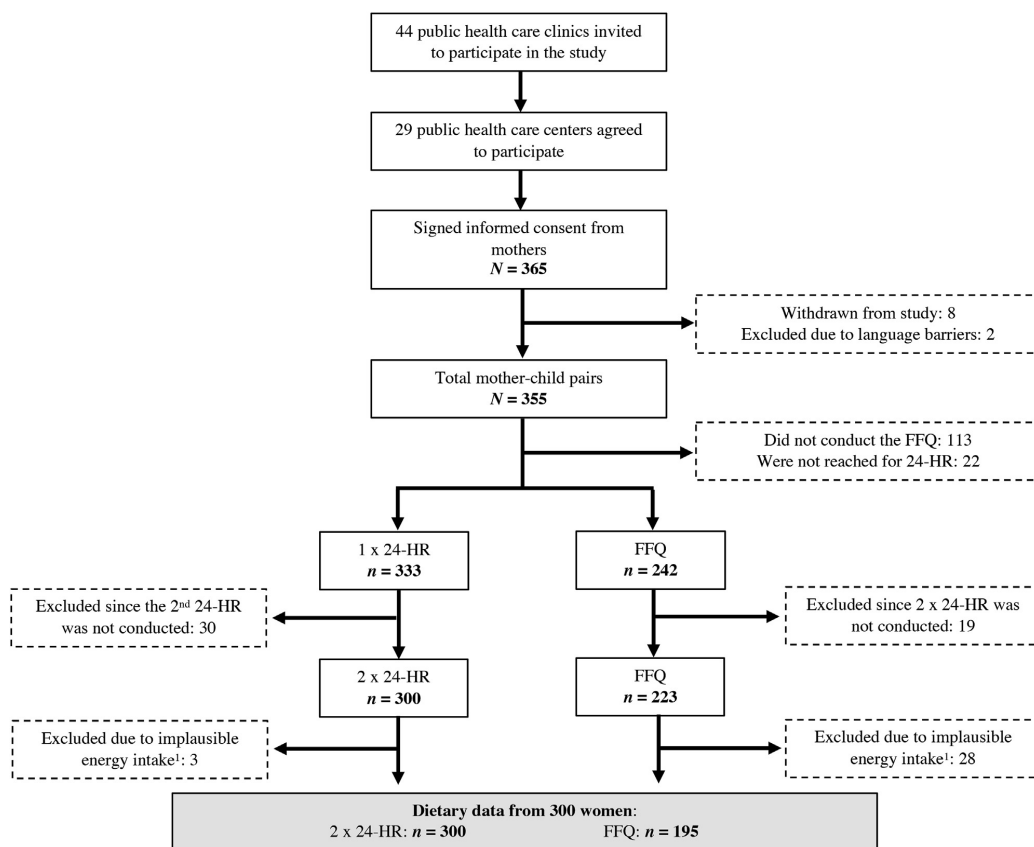 44 public health care clinics invited
to participate in the study
29 public health care centers agreed
to participate
Signed informed consent from
mothers
N = 365
Withdrawn from study: 8
Excluded due to language barriers: 2
Total mother-child pairs
N = 355
Did not conduct the FFQ: 113
Were not reached for 24-HR: 22
1 x 24-HR
n = 333
FFQ
n = 242
Excluded since the 2nd 24-HR
was not conducted: 30
Excluded since 2 x 24-HR was
not conducted: 19
2 x 24-HR
n = 300
FFQ
n = 223
Excluded due to implausible
energy intake¹: 3
Excluded due to implausible
energy intake¹: 28
Dietary data from 300 women:
2 x 24-HR: n = 300 FFQ: n = 195